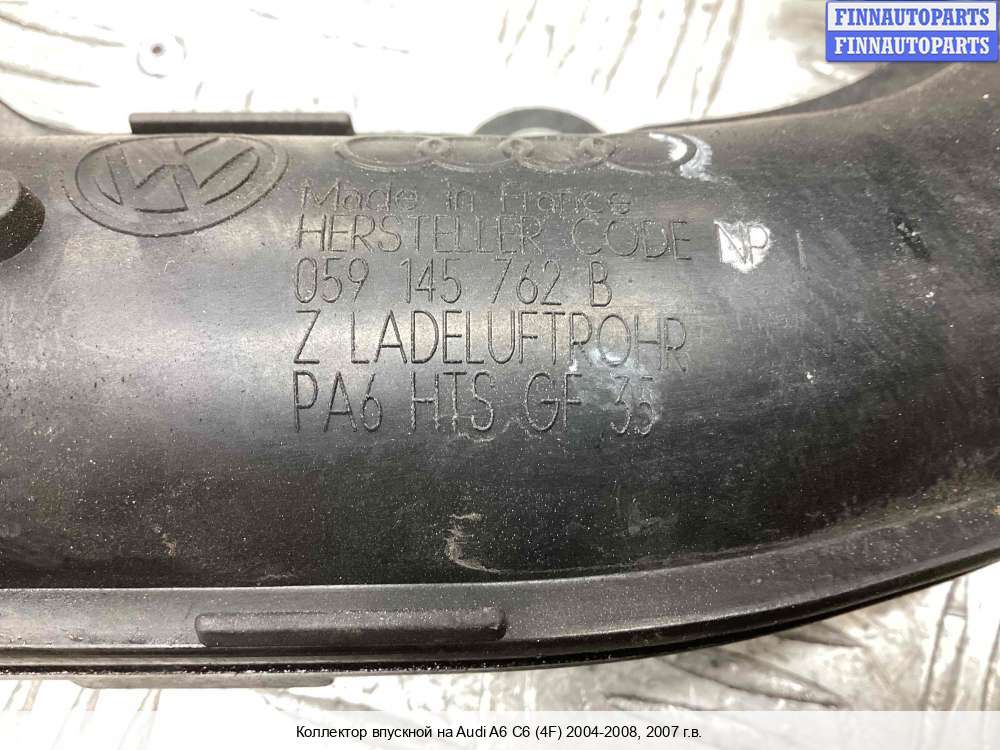 FINNAUTOPARTS
FINNAUTOPARTS
Made in France
HERSTELLER CODE NP
059 145 762 B
Z LADELUFTROHR
PA6 HTS GF 35
Коллектор впускной на Audi A6 C6 (4F) 2004-2008, 2007 г.в.